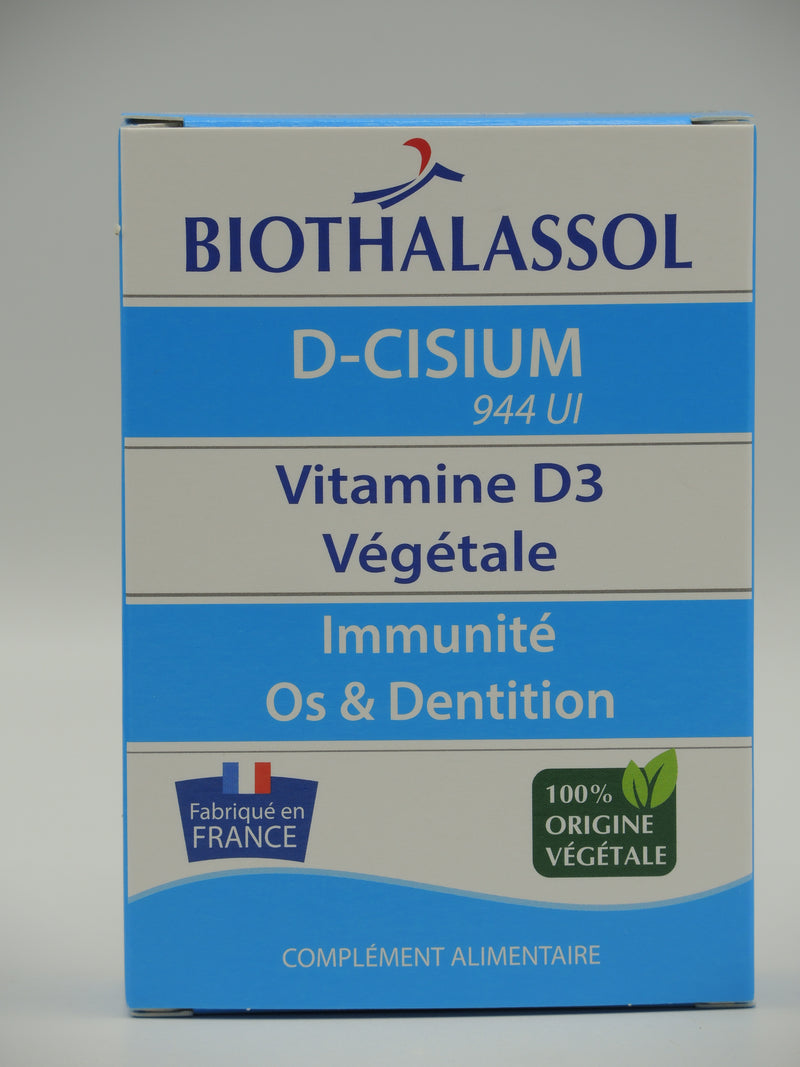 BIOTHALASSOL
D-CISIUM
944 UI
Vitamine D3
Végétale
Immunité
Os & Dentition
Fabriqué en
FRANCE
100%
ORIGINE
VÉGÉTALE
COMPLÉMENT ALIMENTAIRE